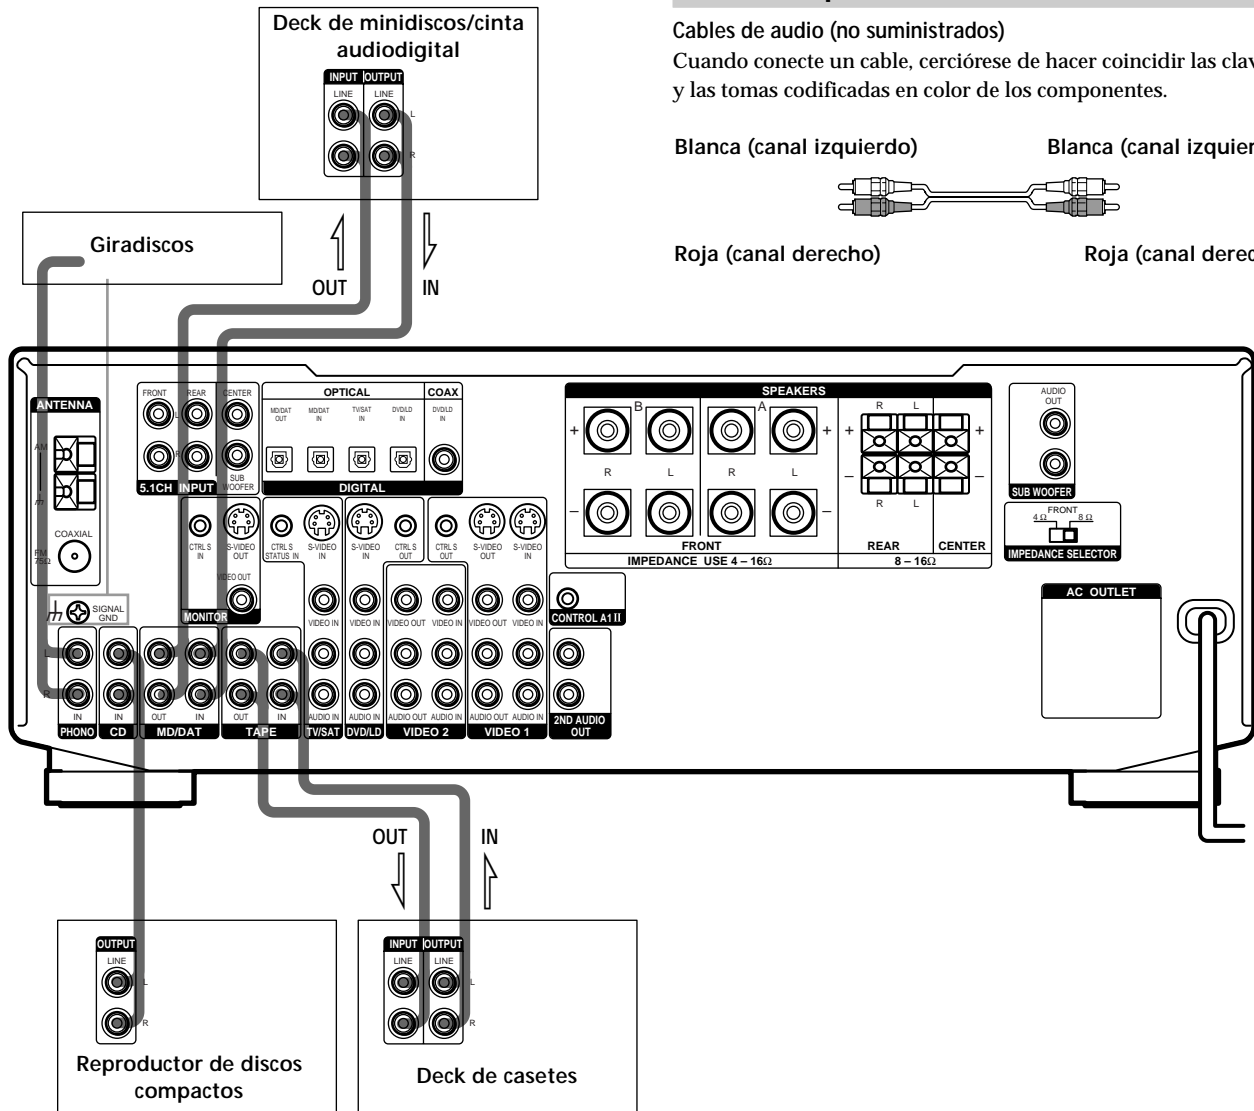 Deck de minidiscos/cinta
audiodigital
INPUT OUTPUT
LINE LINE
L
R
Cables de audio (no suministrados)
Cuando conecte un cable, cerciórese de hacer coincidir las
y las tomas codificadas en color de los componentes.
Blanca (canal izquierdo) Blanca (canal
Roja (canal derecho) Roja (canal
Giradiscos
OUT IN
ANTENNA
AM
COAXIAL
FM
75Ω
SIGNAL
GND
FRONT REAR CENTER
L
R
SUB
WOOFER
5.1CH INPUT
OPTICAL COAX
MD/DAT
OUT
MD/DAT
IN
TV/SAT
IN
DVD/LD
IN
DVD/LD
IN
DIGITAL
CTRL S
IN
S-VIDEO
OUT
CTRL S
STATUS IN
S-VIDEO
IN
S-VIDEO
IN
CTRL S
OUT
CTRL S
OUT
S-VIDEO
OUT
S-VIDEO
IN
VIDEO OUT
MONITOR
VIDEO IN VIDEO IN VIDEO OUT VIDEO IN VIDEO OUT VIDEO IN
CONTROL A1 II
L
R
IN IN OUT IN OUT IN AUDIO IN AUDIO IN AUDIO OUT AUDIO IN AUDIO OUT AUDIO IN
PHONO CD MD/DAT TAPE TV/SAT DVD/LD VIDEO 2 VIDEO 1
2ND AUDIO
OUT
SPEAKERS
B A
R L
+ + + +
R L R L
– – – –
R L
FRONT REAR CENTER
IMPEDANCE USE 4 – 16Ω 8 – 16Ω
AUDIO
OUT
SUB WOOFER
FRONT
4 Ω 8 Ω
IMPEDANCE SELECTOR
AC OUTLET
OUT IN
OUTPUT
LINE
L
R
Reproductor de discos
compactos
INPUT OUTPUT
LINE LINE
L
R
Deck de casetes